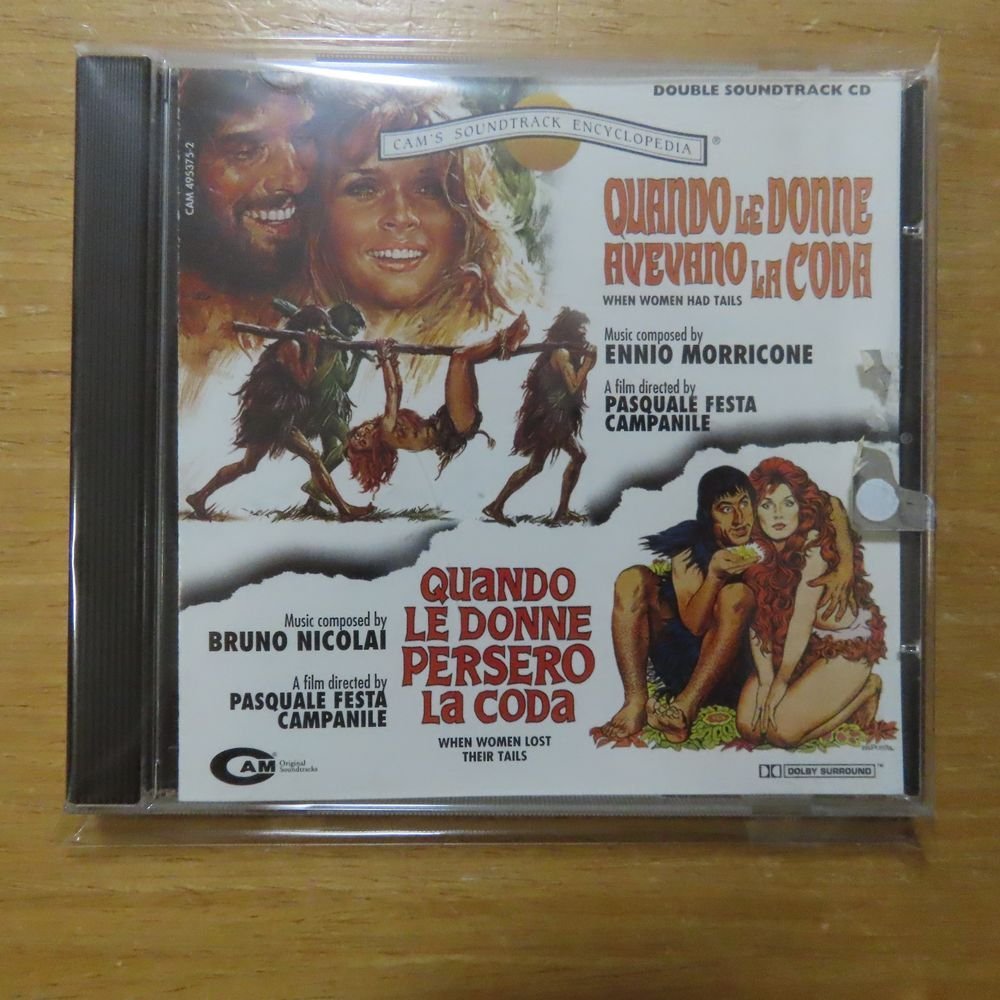 DOUBLE SOUNDTRACK CD
CAM'S SOUNDTRACK ENCYCLOPEDIA ®
CAM 495375-2
QUANDO LE DONNE
AVEVANO LA CODA
WHEN WOMEN HAD TAILS
Music composed by
ENNIO MORRICONE
A film directed by
PASQUALE FESTA
CAMPANILE
QUANDO
LE DONNE
PERSERO
LA CODA
WHEN WOMEN LOST
THEIR TAILS
Music composed by
BRUNO NICOLAI
A film directed by
PASQUALE FESTA
CAMPANILE
CAM ® Original
Soundtracks
DOLBY SURROUND ™